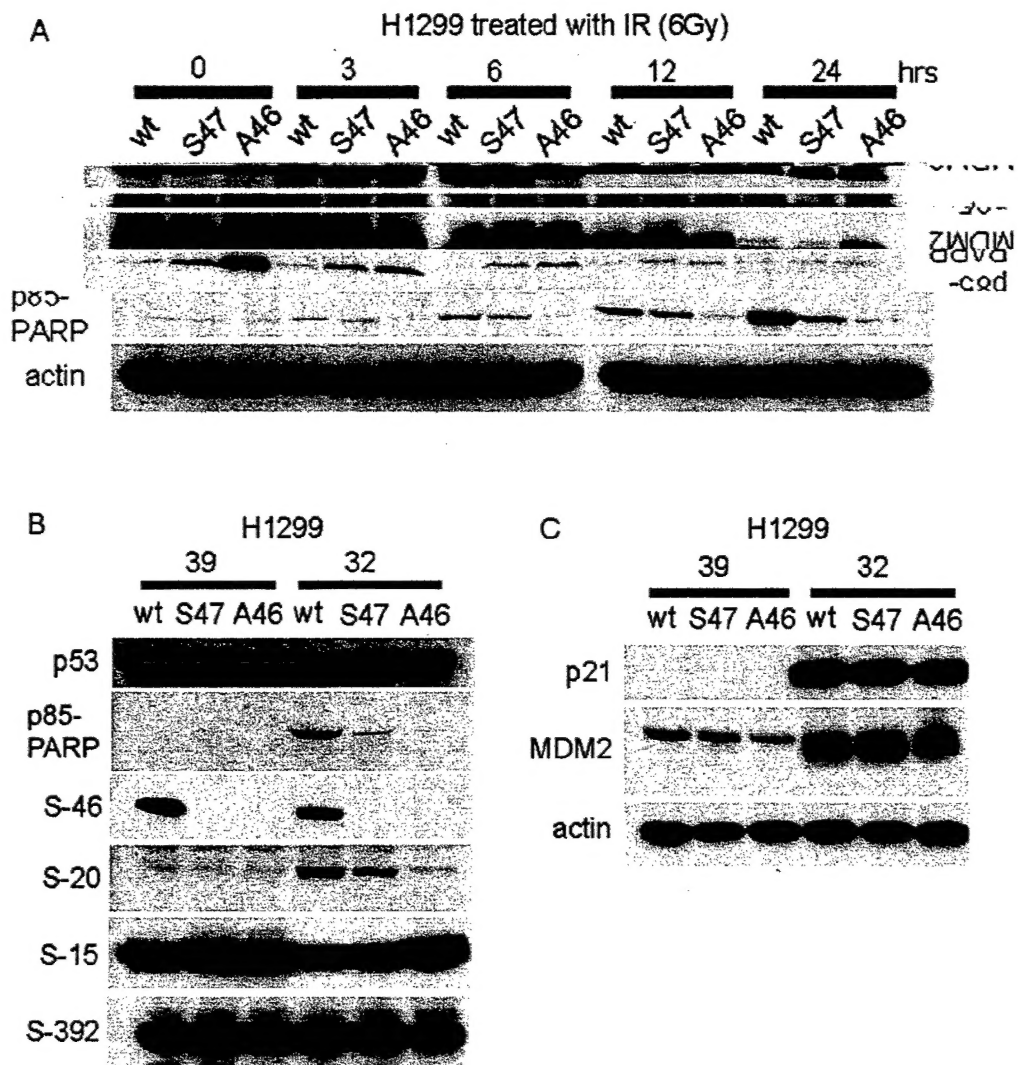 A
H1299 treated with IR (6Gy)
0 3 6 12 24 hrs
wt S47 A46 wt S47 A46 wt S47 A46 wt S47 A46 wt S47 A46
MDM2
PARP
p85-
p85-
PARP
actin
B
H1299
39 32
wt S47 A46 wt S47 A46
p53
p85-
PARP
S-46
S-20
S-15
S-392
C
H1299
39 32
wt S47 A46 wt S47 A46
p21
MDM2
actin